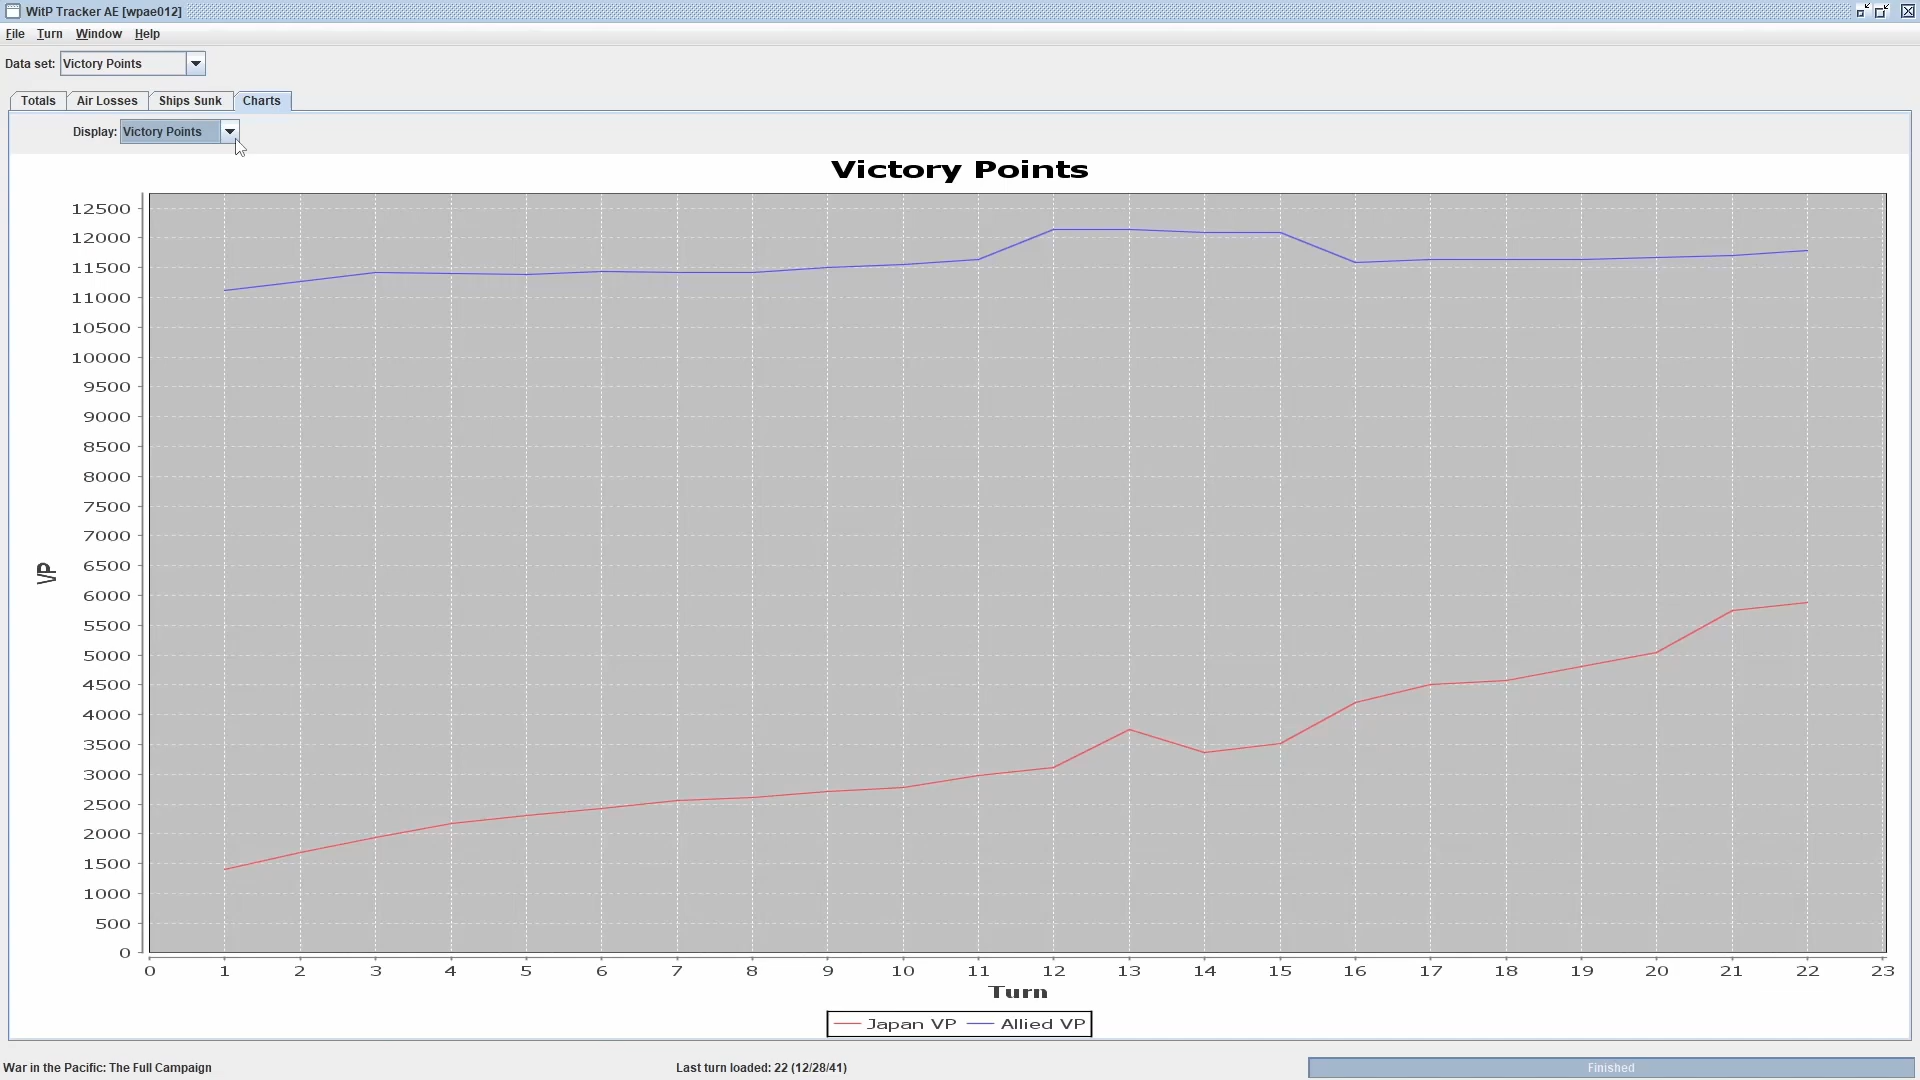 WitP Tracker AE [wpae012]
File Turn Window Help
Data set: Victory Points
Totals Air Losses Ships Sunk Charts
Display: Victory Points
Victory Points
12500
12000
11500
11000
10500
10000
9500
9000
8500
8000
7500
7000
6500
6000
5500
5000
4500
4000
3500
3000
2500
2000
1500
1000
500
0
VP
0 1 2 3 4 5 6 7 8 9 10 11 12 13 14 15 16 17 18 19 20 21 22 23
Turn
Japan VP Allied VP
War in the Pacific: The Full Campaign Last turn loaded: 22 (12/28/41) Finished